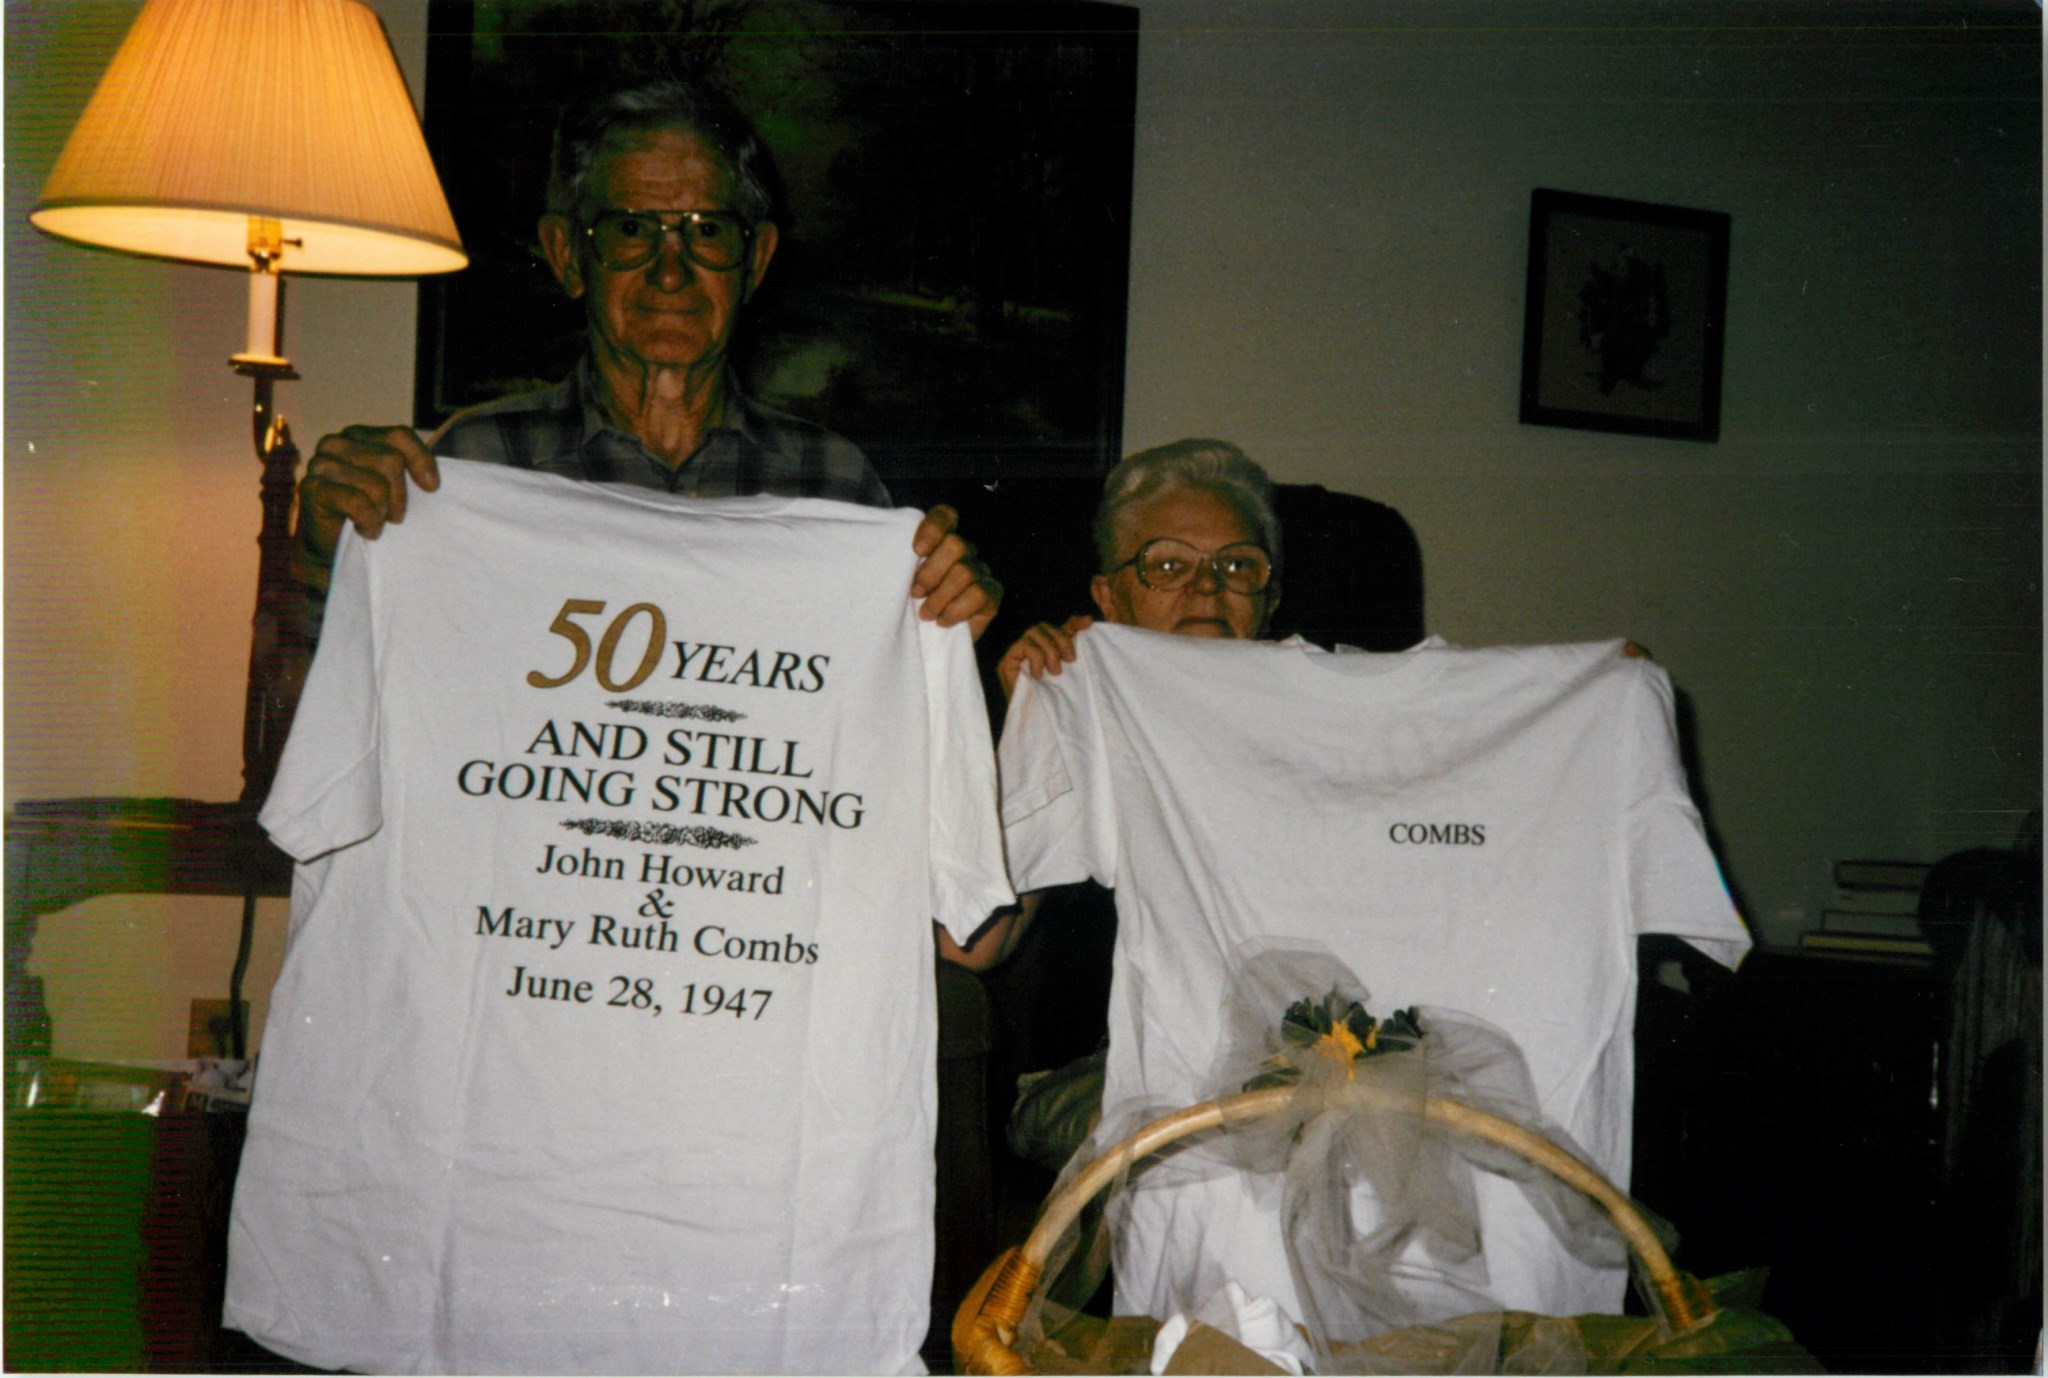 50 YEARS
AND STILL
GOING STRONG
John Howard
&
Mary Ruth Combs
June 28, 1947
COMBS